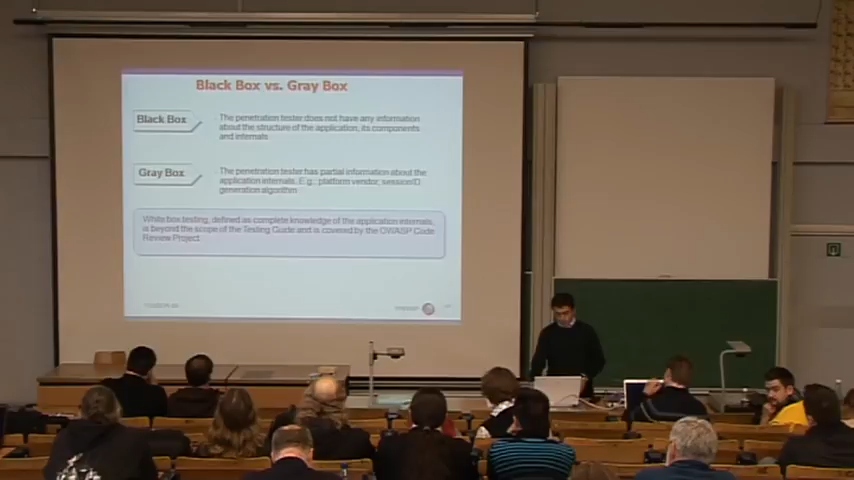 Black Box vs. Gray Box
Black Box
The penetration tester does not have any information
about the structure of the application, its components
and internals
Gray Box
The penetration tester has partial information about the
application internals. E.g.: platform vendor, sessionID
generation algorithm
White box testing, defined as complete knowledge of the application internals,
is beyond the scope of the Testing Guide and is covered by the OWASP Code
Review Project